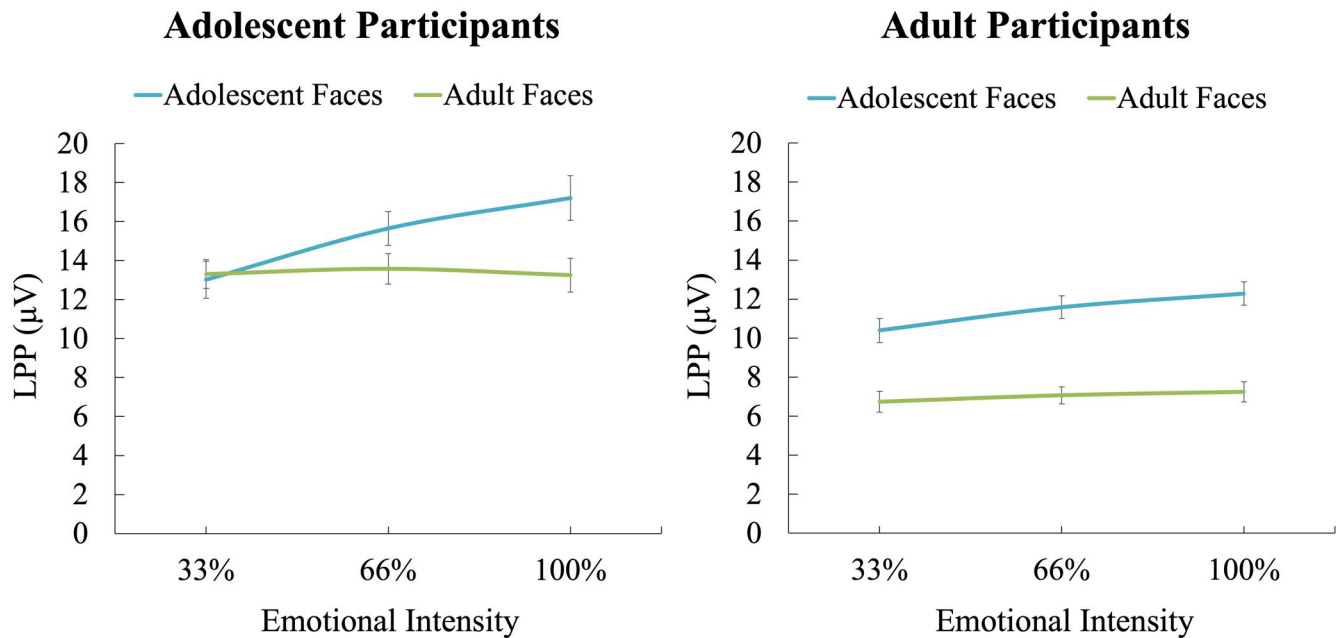 Adolescent Participants
Adolescent Faces Adult Faces
20
18
16
14
12
10
8
6
4
2
0
LPP (µV)
33% 66% 100%
Emotional Intensity
Adult Participants
Adolescent Faces Adult Faces
20
18
16
14
12
10
8
6
4
2
0
LPP (µV)
33% 66% 100%
Emotional Intensity